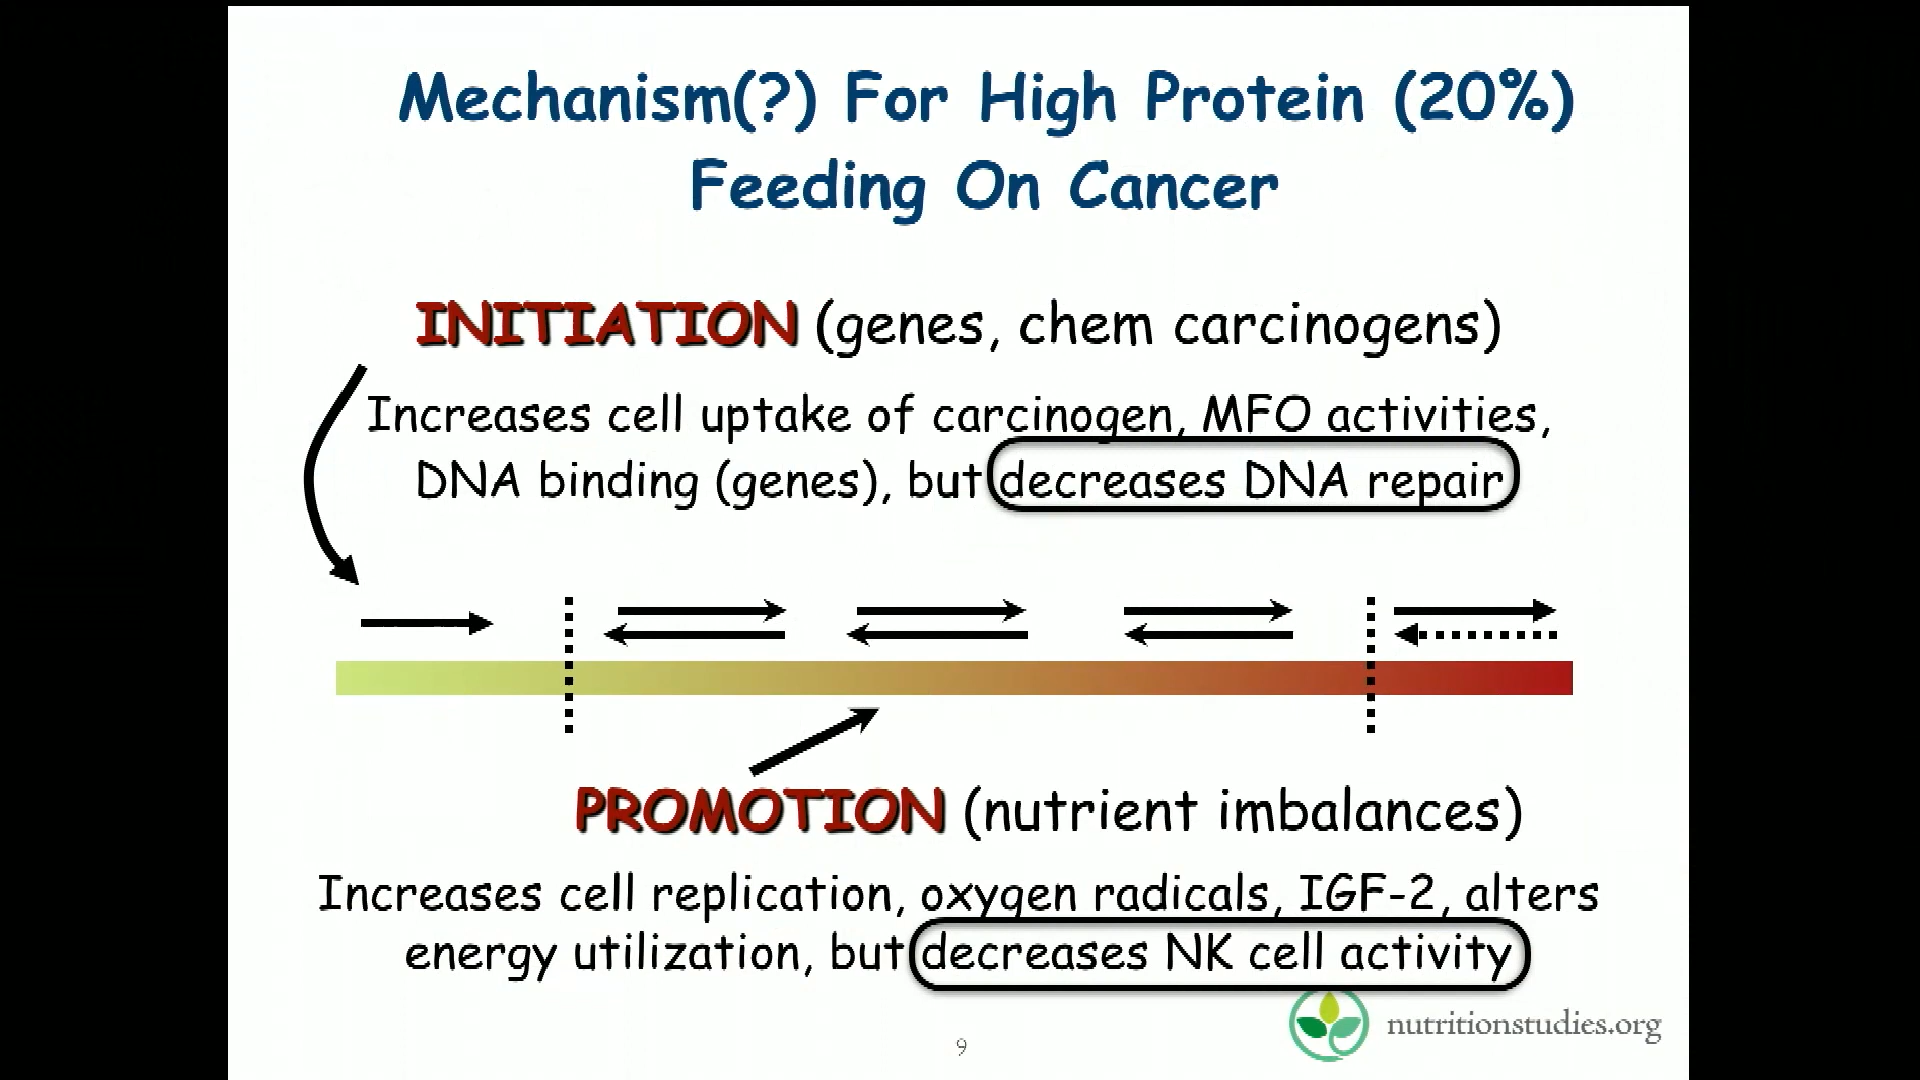 Mechanism(?) For High Protein (20%)
Feeding On Cancer
INITIATION (genes, chem carcinogens)
Increases cell uptake of carcinogen, MFO activities,
DNA binding (genes), but decreases DNA repair
PROMOTION (nutrient imbalances)
Increases cell replication, oxygen radicals, IGF-2, alters
energy utilization, but decreases NK cell activity
nutritionstudies.org
9